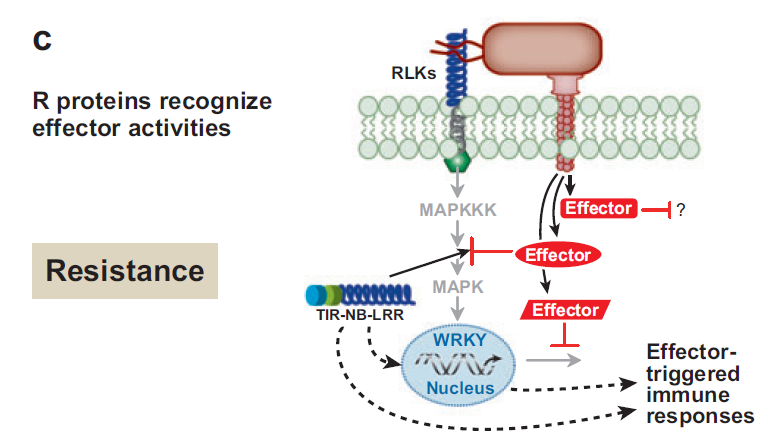 c
R proteins recognize
effector activities
Resistance
RLKs
MAPKKK
Effector
?
Effector
MAPK
TIR-NB-LRR
Effector
WRKY
Nucleus
Effector-
triggered
immune
responses